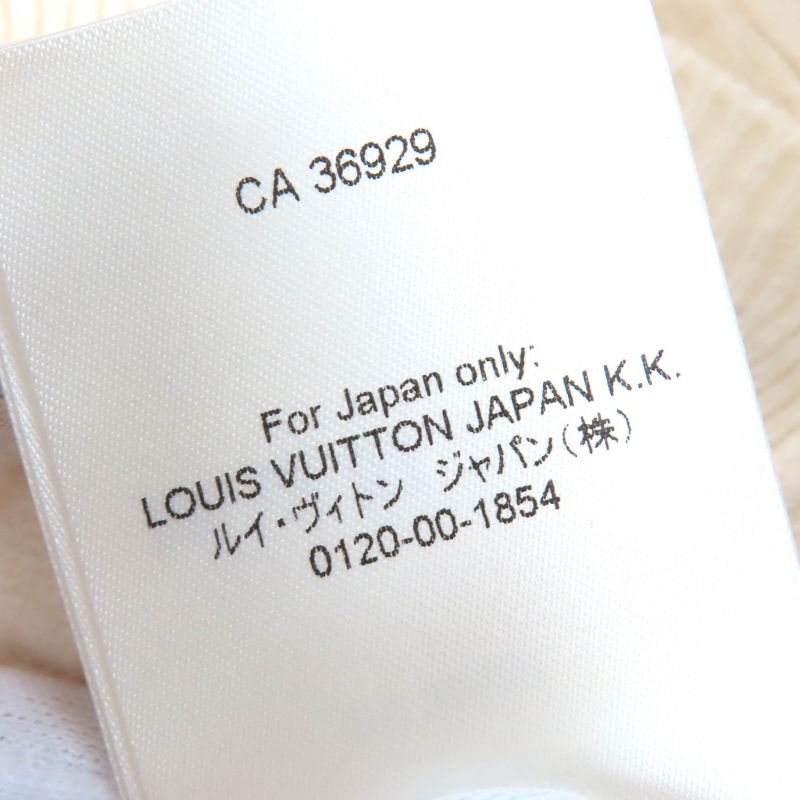 CA 36929
For Japan only:
LOUIS VUITTON JAPAN K.K.
ルイ・ヴィトン　ジャパン(株)
0120-00-1854